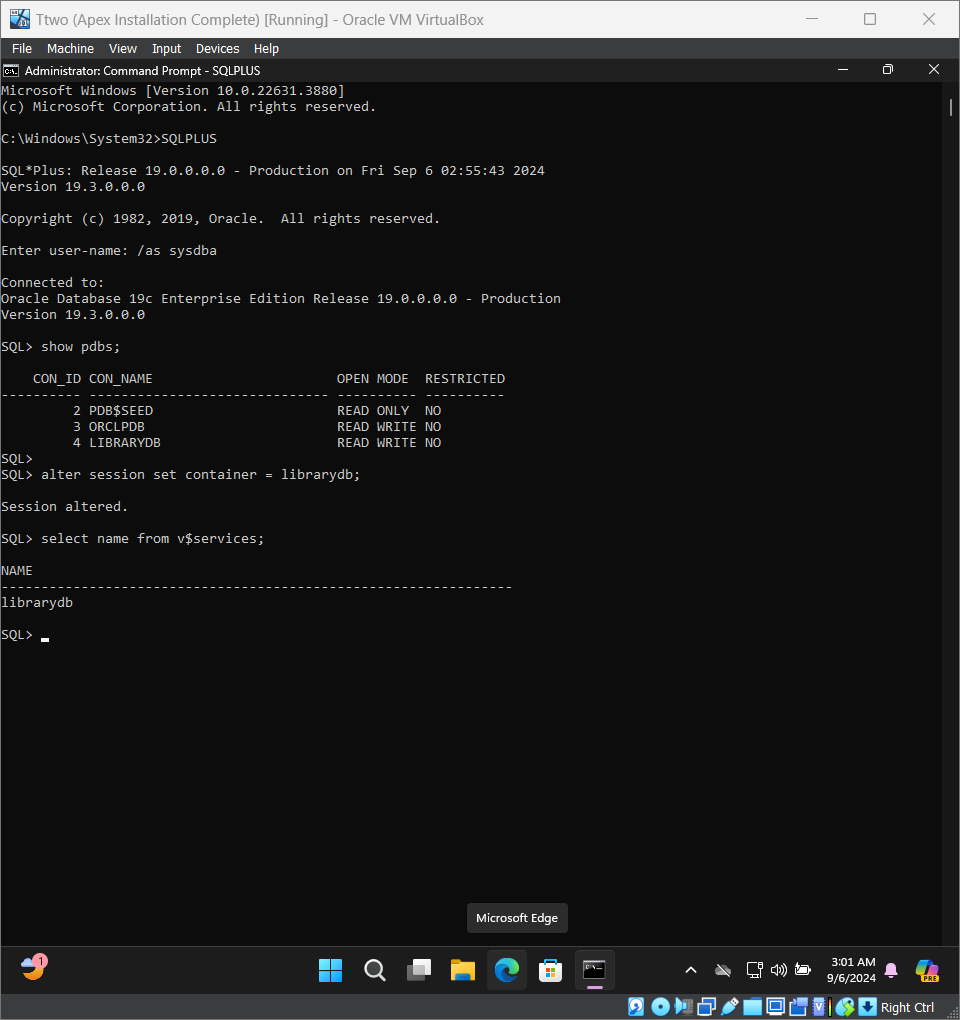 Ttwo (Apex Installation Complete) [Running] - Oracle VM VirtualBox
File Machine View Input Devices Help
Administrator: Command Prompt - SQLPLUS
Microsoft Windows [Version 10.0.22631.3880]
(c) Microsoft Corporation. All rights reserved.
C:\Windows\System32>SQLPLUS
SQL*Plus: Release 19.0.0.0.0 - Production on Fri Sep 6 02:55:43 2024
Version 19.3.0.0.0
Copyright (c) 1982, 2019, Oracle.  All rights reserved.
Enter user-name: /as sysdba
Connected to:
Oracle Database 19c Enterprise Edition Release 19.0.0.0.0 - Production
Version 19.3.0.0.0
SQL> show pdbs;
    CON_ID CON_NAME                       OPEN MODE  RESTRICTED
---------- ------------------------------ ---------- ----------
         2 PDB$SEED                       READ ONLY  NO
         3 ORCLPDB                        READ WRITE NO
         4 LIBRARYDB                      READ WRITE NO
SQL>
SQL> alter session set container = librarydb;
Session altered.
SQL> select name from v$services;
NAME
----------------------------------------------------------------
librarydb
SQL>
Microsoft Edge
1
3:01 AM
9/6/2024
PRE
Right Ctrl